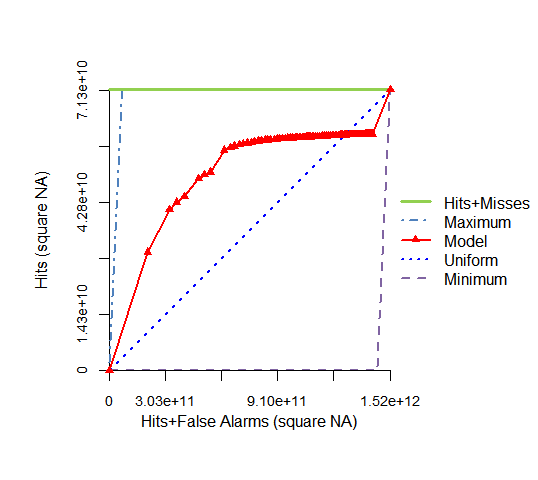 7.13e+10
4.28e+10
1.43e+10
0
Hits (square NA)
0 3.03e+11 9.10e+11 1.52e+12
Hits+False Alarms (square NA)
Hits+Misses
Maximum
Model
Uniform
Minimum